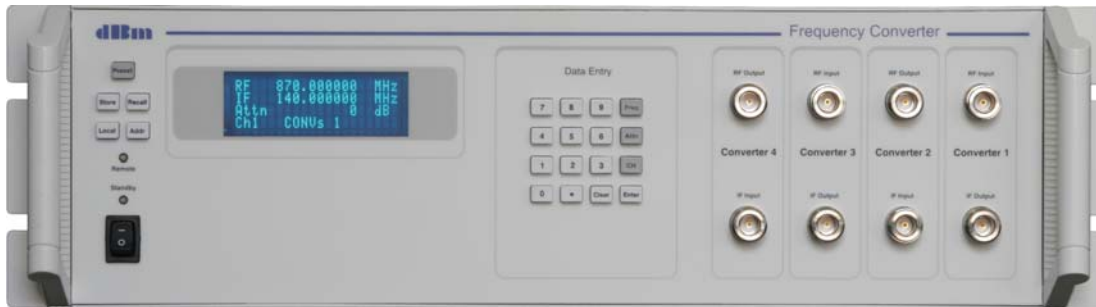 dBm
Frequency Converter
Preset
Store Recall
Local Addr
Remote
Standby
RF 870.000000 MHz
IF 140.000000 MHz
Attn 0 dB
Ch1 CONVs 1
Data Entry
7 8 9 Freq
4 5 6 Attn
1 2 3 CH
0 • Clear Enter
RF Output RF Input RF Output RF Input
Converter 4 Converter 3 Converter 2 Converter 1
IF Input IF Output IF Input IF Output